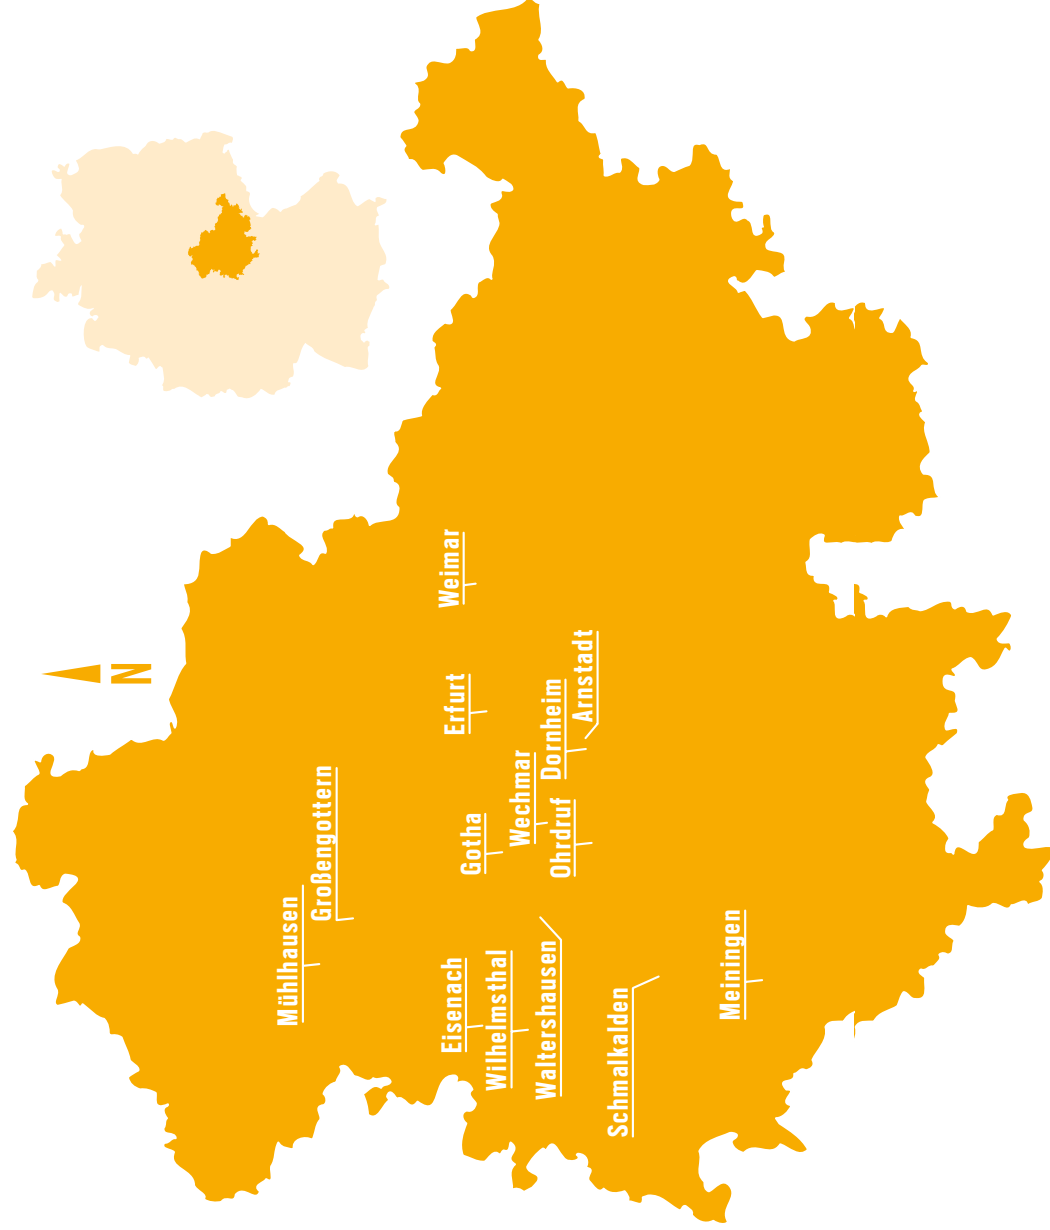 N
Mühlhausen
Großengottern
Eisenach
Gotha
Erfurt
Weimar
Wilhelmsthal
Wechmar
Waltershausen
Ohrdruf
Dornheim
Arnstadt
Schmalkalden
Meiningen